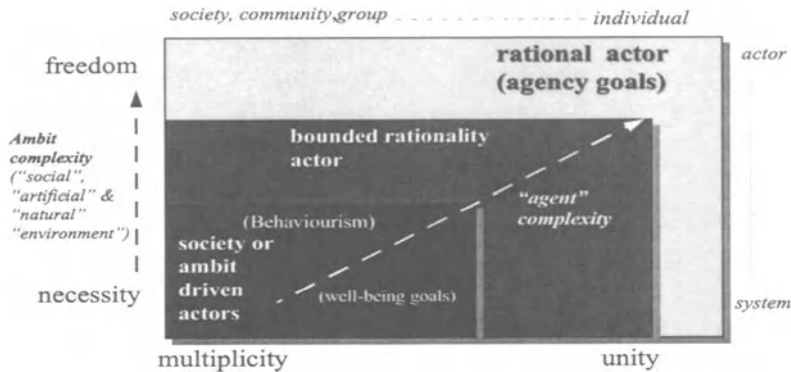 society, community,group individual
rational actor
(agency goals)
actor
freedom
bounded rationality
actor
Ambit
complexity
("social",
"artificial" &
"natural"
"environment")
"agent"
complexity
(Behaviourism)
society or
ambit
driven
actors
(well-being goals)
necessity
system
multiplicity unity